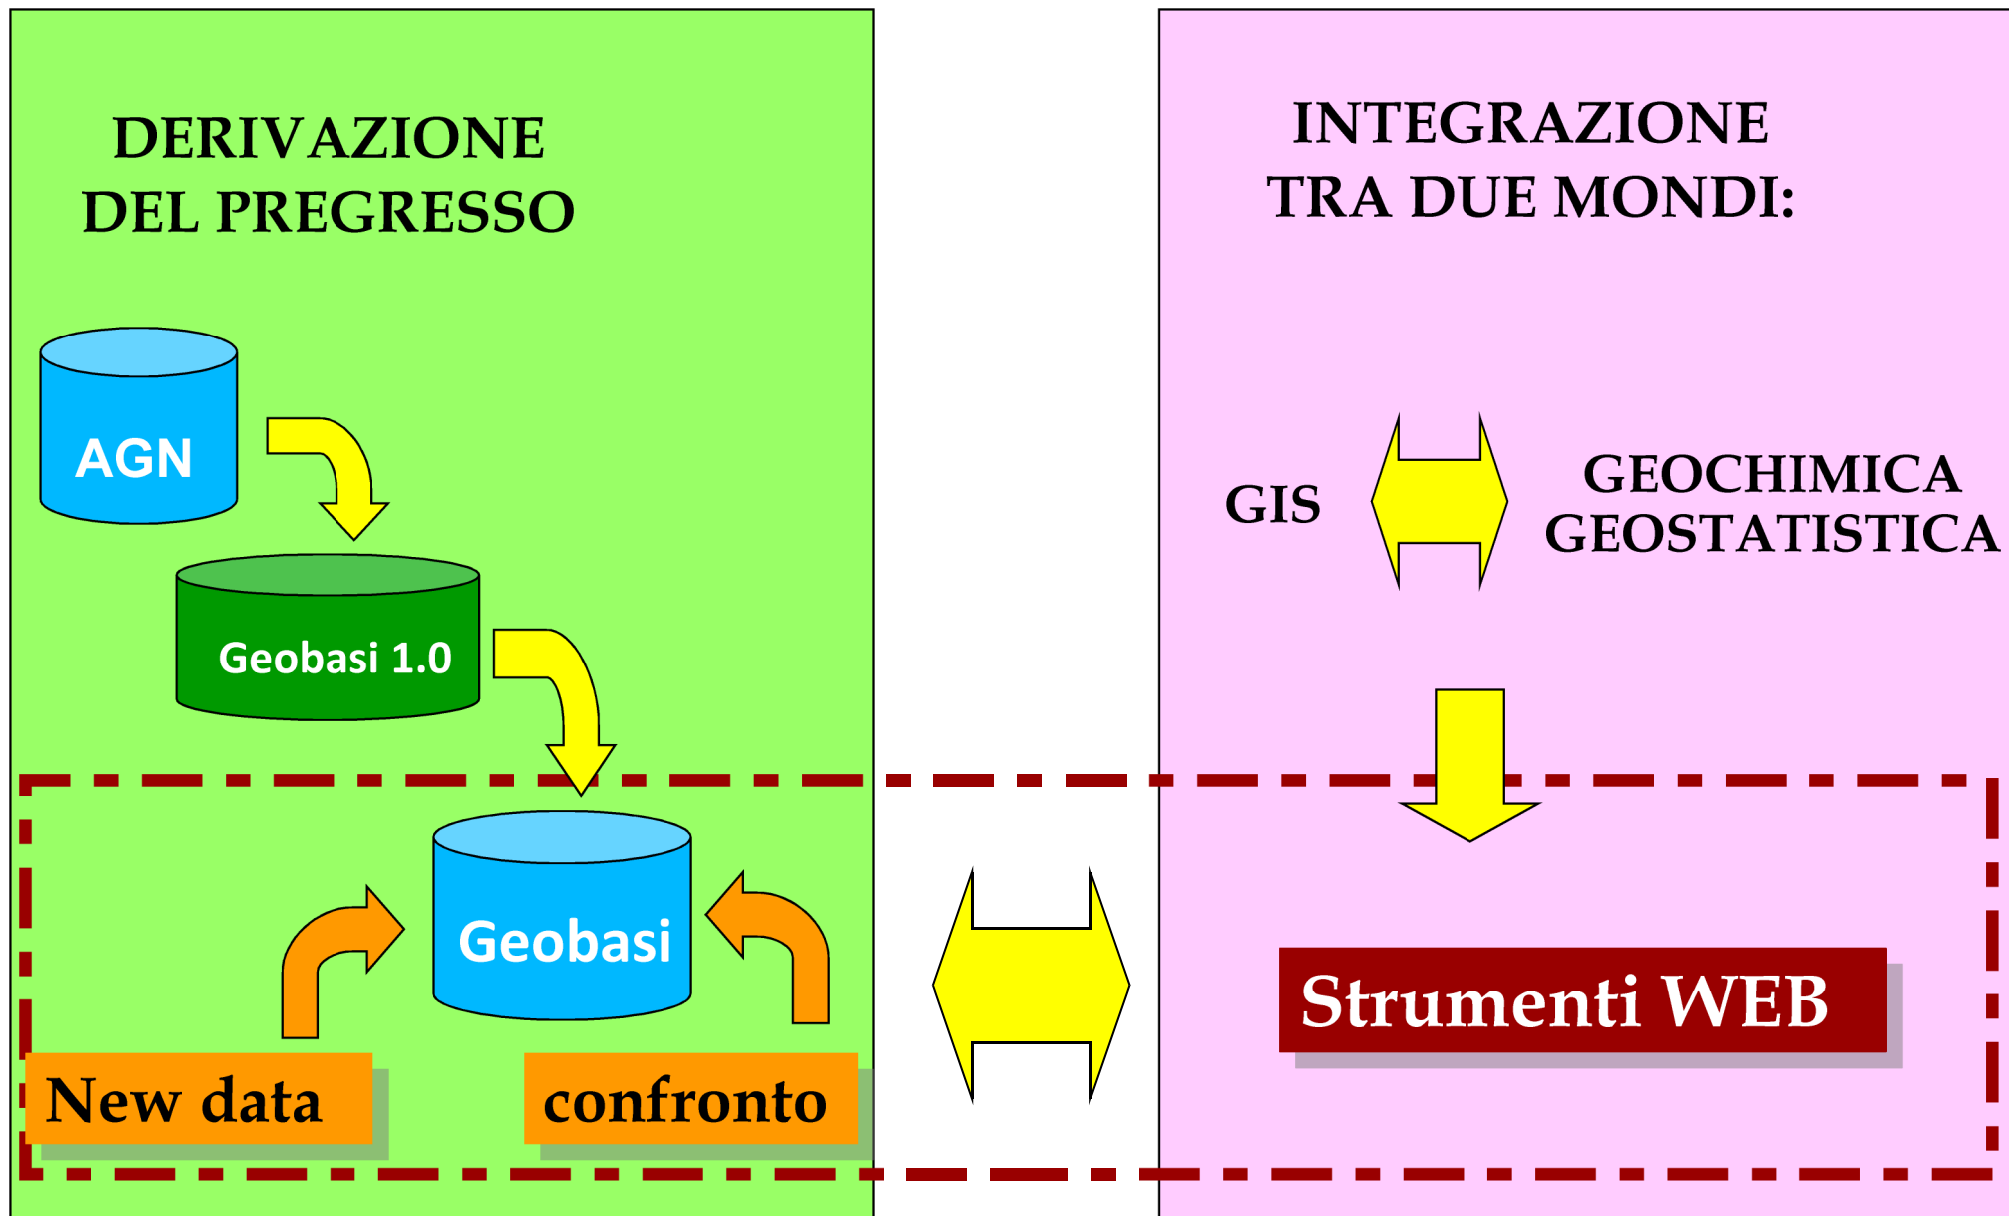 DERIVAZIONE
DEL PREGRESSO
AGN
Geobasi 1.0
Geobasi
New data
confronto
INTEGRAZIONE
TRA DUE MONDI:
GIS
GEOCHIMICA
GEOSTATISTICA
Strumenti WEB